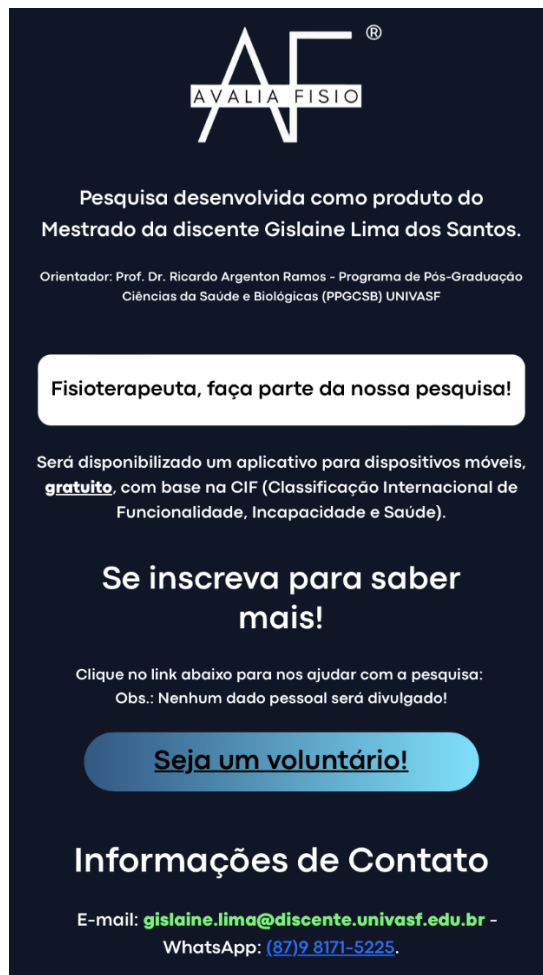 AF®
AVALIA FISIO
Pesquisa desenvolvida como produto do
Mestrado da discente Gislaine Lima dos Santos.
Orientador: Prof. Dr. Ricardo Argenton Ramos - Programa de Pós-Graduação
Ciências da Saúde e Biológicas (PPGCSB) UNIVASF
Fisioterapeuta, faça parte da nossa pesquisa!
Será disponibilizado um aplicativo para dispositivos móveis,
gratuito, com base na CIF (Classificação Internacional de
Funcionalidade, Incapacidade e Saúde).
Se inscreva para saber
mais!
Clique no link abaixo para nos ajudar com a pesquisa:
Obs.: Nenhum dado pessoal será divulgado!
Seja um voluntário!
Informações de Contato
E-mail: gislaine.lima@discente.univasf.edu.br -
WhatsApp: (87)9 8171-5225.